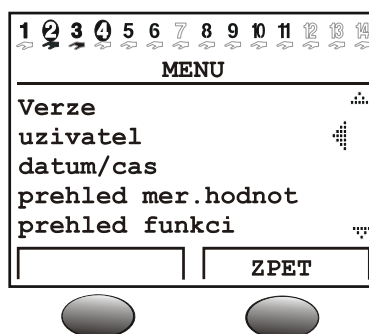 1 2 3 4 5 6 7 8 9 10 11 12 13 14
MENU
Verze
uzivatel
datum/cas
prehled mer.hodnot
prehled funkci
ZPET